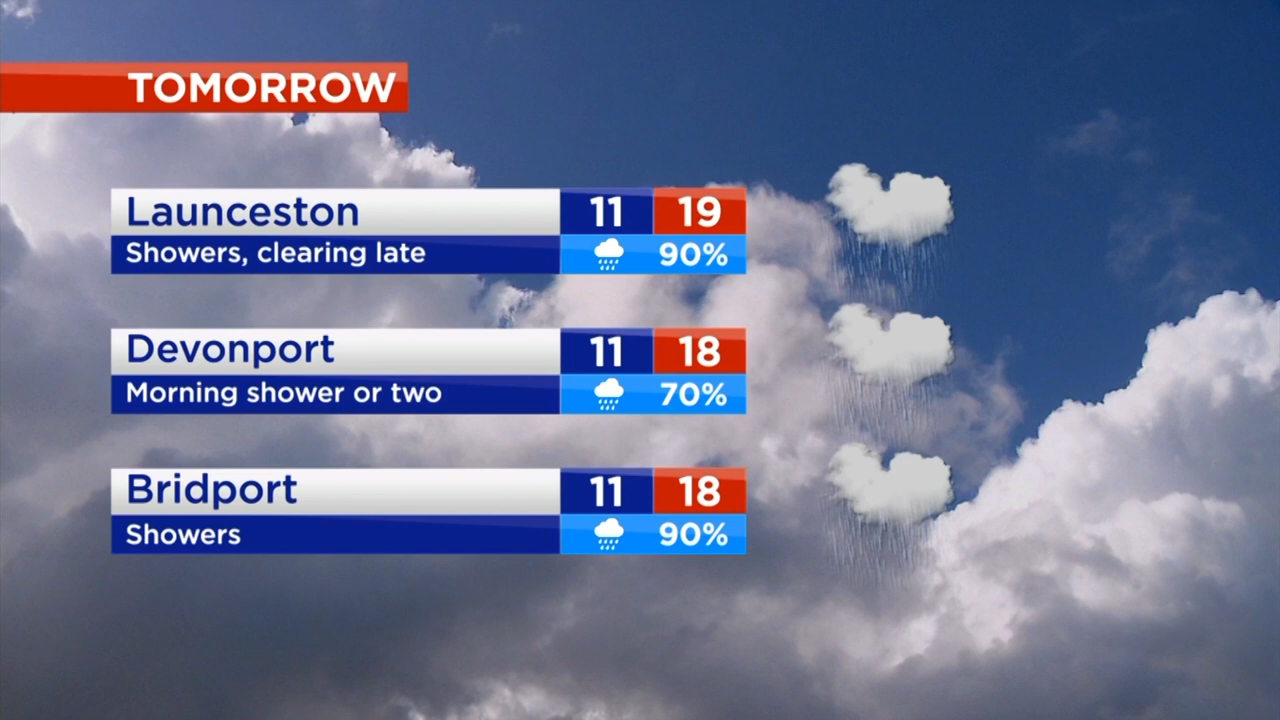 TOMORROW
Launceston 11 19
Showers, clearing late 90%
Devonport 11 18
Morning shower or two 70%
Bridport 11 18
Showers 90%